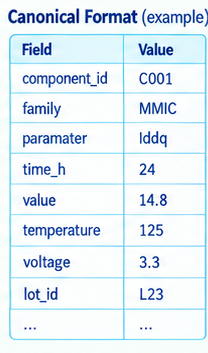 Canonical Format (example)
Field Value
component_id C001
family MMIC
paramater Iddq
time_h 24
value 14.8
temperature 125
voltage 3.3
lot_id L23
... ...